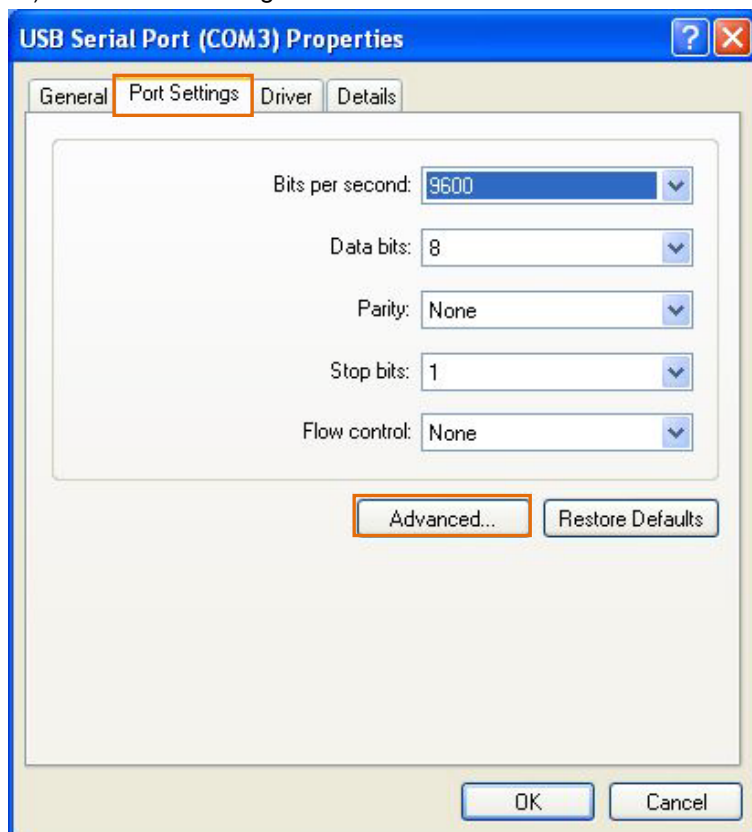 USB Serial Port (COM3) Properties
General Port Settings Driver Details
Bits per second: 9600
Data bits: 8
Parity: None
Stop bits: 1
Flow control: None
Advanced... Restore Defaults
OK Cancel